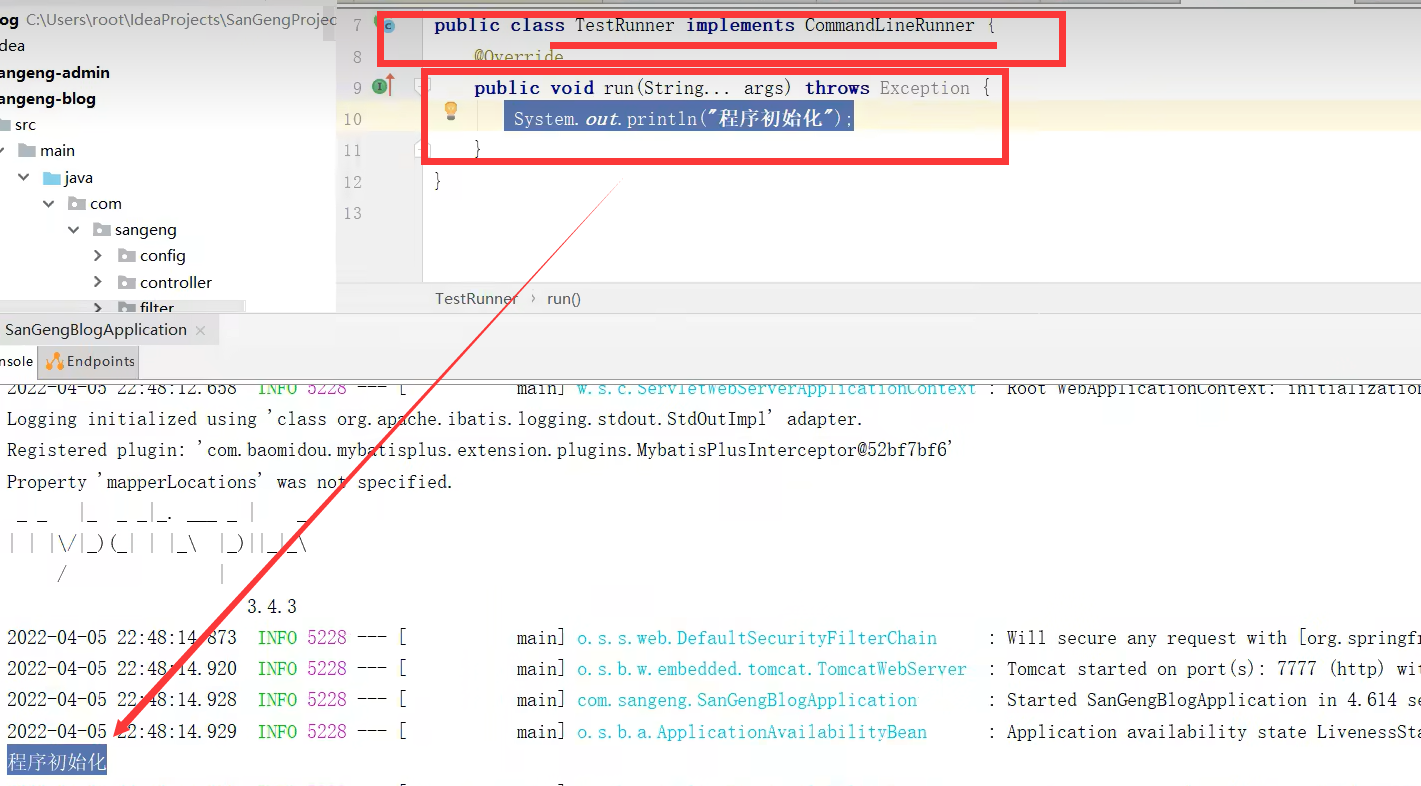 og C:\Users\root\IdeaProjects\SanGengProjec
dea
angeng-admin
angeng-blog
src
main
java
com
sangeng
config
controller
filter
7 public class TestRunner implements CommandLineRunner {
8 @Override
9 public void run(String... args) throws Exception {
10 System.out.println("程序初始化");
11 }
12 }
13
TestRunner › run()
SanGengBlogApplication ×
nsole Endpoints
2022-04-05 22:48:12.658 INFO 5228 --- [ main] w.s.c.ServletWebServerApplicationContext : Root WebApplicationContext: initialization
Logging initialized using 'class org.apache.ibatis.logging.stdout.StdOutImpl' adapter.
Registered plugin: 'com.baomidou.mybatisplus.extension.plugins.MybatisPlusInterceptor@52bf7bf6'
Property 'mapperLocations' was not specified.
_ _ |_ _ _|_. ___ _ | _
| | |\/|_)(_| | |_\ |_)||_|_\
/ |
3.4.3
2022-04-05 22:48:14.873 INFO 5228 --- [ main] o.s.s.web.DefaultSecurityFilterChain : Will secure any request with [org.springfr
2022-04-05 22:48:14.920 INFO 5228 --- [ main] o.s.b.w.embedded.tomcat.TomcatWebServer : Tomcat started on port(s): 7777 (http) wit
2022-04-05 22:48:14.928 INFO 5228 --- [ main] com.sangeng.SanGengBlogApplication : Started SanGengBlogApplication in 4.614 se
2022-04-05 22:48:14.929 INFO 5228 --- [ main] o.s.b.a.ApplicationAvailabilityBean : Application availability state LivenessSta
程序初始化